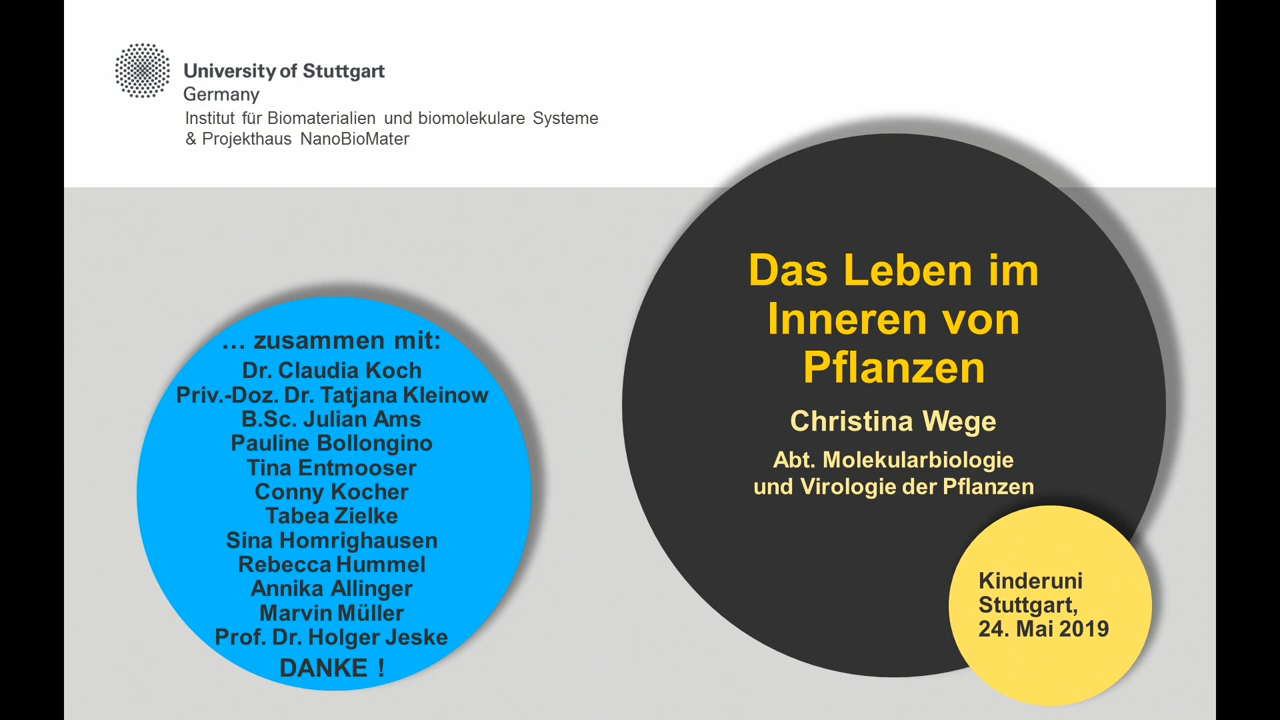 University of Stuttgart
Germany
Institut für Biomaterialien und biomolekulare Systeme
& Projekthaus NanoBioMater
Das Leben im
Inneren von
Pflanzen
Christina Wege
Abt. Molekularbiologie
und Virologie der Pflanzen
… zusammen mit:
Dr. Claudia Koch
Priv.-Doz. Dr. Tatjana Kleinow
B.Sc. Julian Ams
Pauline Bollongino
Tina Entmooser
Conny Kocher
Tabea Zielke
Sina Homrighausen
Rebecca Hummel
Annika Allinger
Marvin Müller
Prof. Dr. Holger Jeske
DANKE !
Kinderuni
Stuttgart,
24. Mai 2019